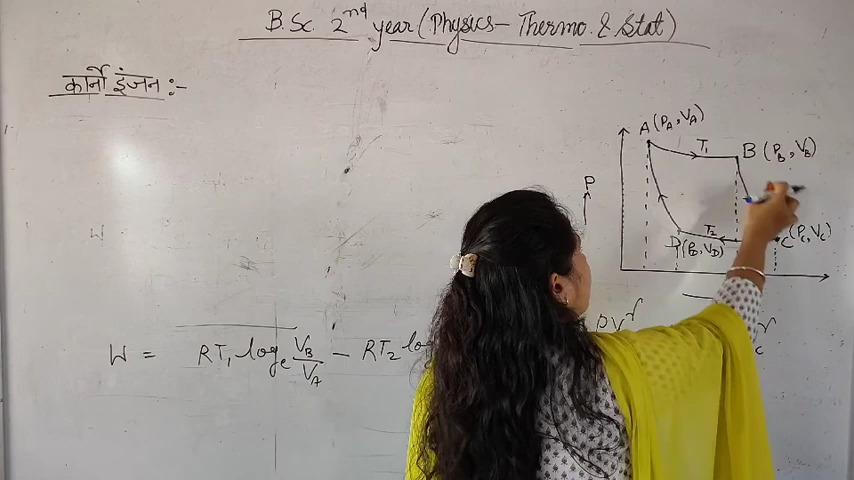 B.Sc. 2nd year (Physics - Thermo. & Stat)
कार्नो इंजन :-
A (P_A, V_A)
T₁
B (P_B, V_B)
P
T₂
D (P_D, V_D)
C (P_C, V_C)
W = RT₁ log_e V_B/V_A - RT₂ log
PV^γ